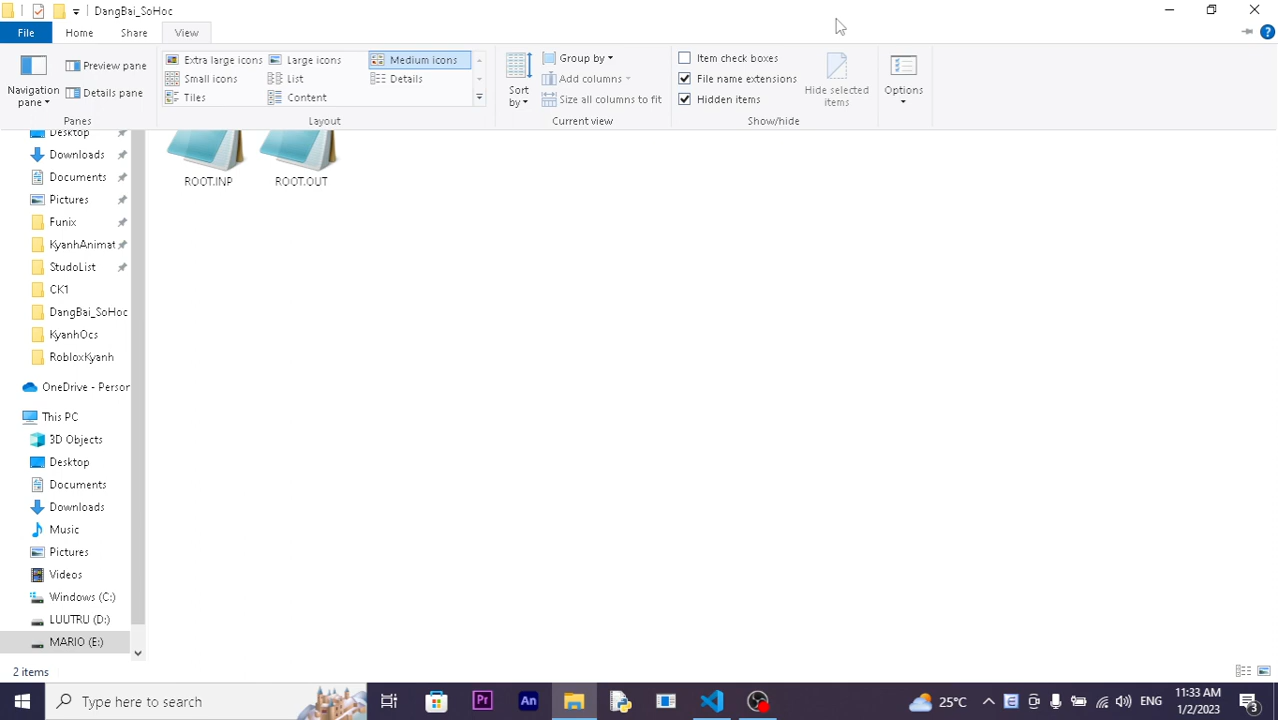 DangBai_SoHoc
File Home Share View
Navigation pane
Preview pane
Details pane
Panes
Extra large icons Large icons Medium icons
Small icons List Details
Tiles Content
Layout
Sort by
Group by
Add columns
Size all columns to fit
Current view
Item check boxes
File name extensions
Hidden items
Hide selected items
Show/hide
Options
Desktop
Downloads
Documents
Pictures
Funix
KyanhAnimat
StudoList
CK1
DangBai_SoHoc
KyanhOcs
RobloxKyanh
OneDrive - Person
This PC
3D Objects
Desktop
Documents
Downloads
Music
Pictures
Videos
Windows (C:)
LUUTRU (D:)
MARIO (E:)
ROOT.INP ROOT.OUT
2 items
Type here to search
Pr An
25°C
ENG
11:33 AM
1/2/2023
3